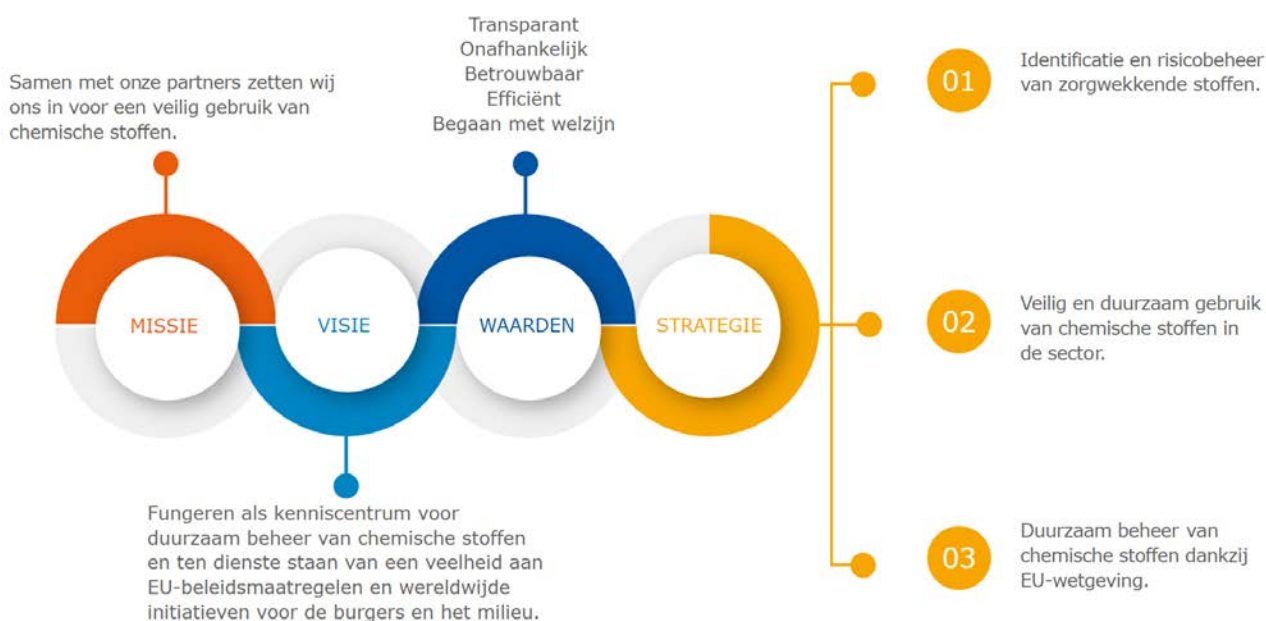 Samen met onze partners zetten wij
ons in voor een veilig gebruik van
chemische stoffen.
Transparant
Onafhankelijk
Betrouwbaar
Efficiënt
Begaan met welzijn
MISSIE
VISIE
WAARDEN
STRATEGIE
Fungeren als kenniscentrum voor
duurzaam beheer van chemische stoffen
en ten dienste staan van een veelheid aan
EU-beleidsmaatregelen en wereldwijde
initiatieven voor de burgers en het milieu.
01
Identificatie en risicobeheer
van zorgwekkende stoffen.
02
Veilig en duurzaam gebruik
van chemische stoffen in
de sector.
03
Duurzaam beheer van
chemische stoffen dankzij
EU-wetgeving.